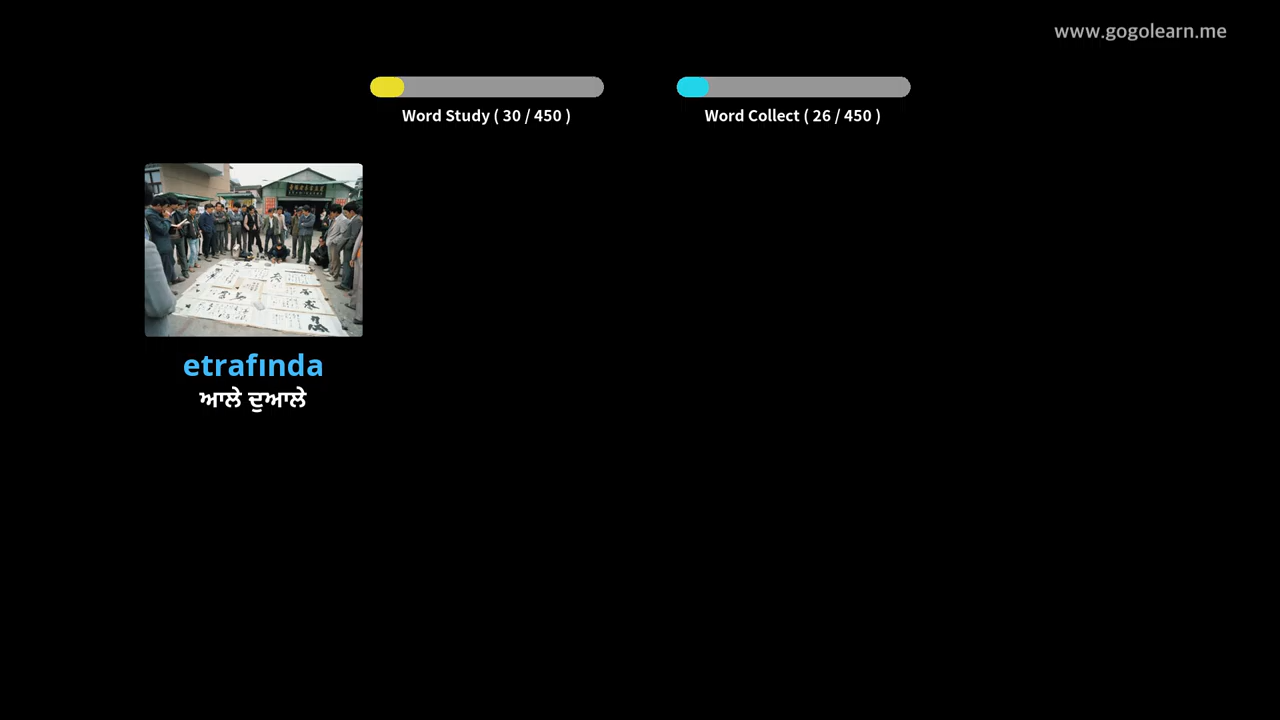 www.gogolearn.me
Word Study ( 30 / 450 )
Word Collect ( 26 / 450 )
etrafında
ਆਲੇ ਦੁਆਲੇ